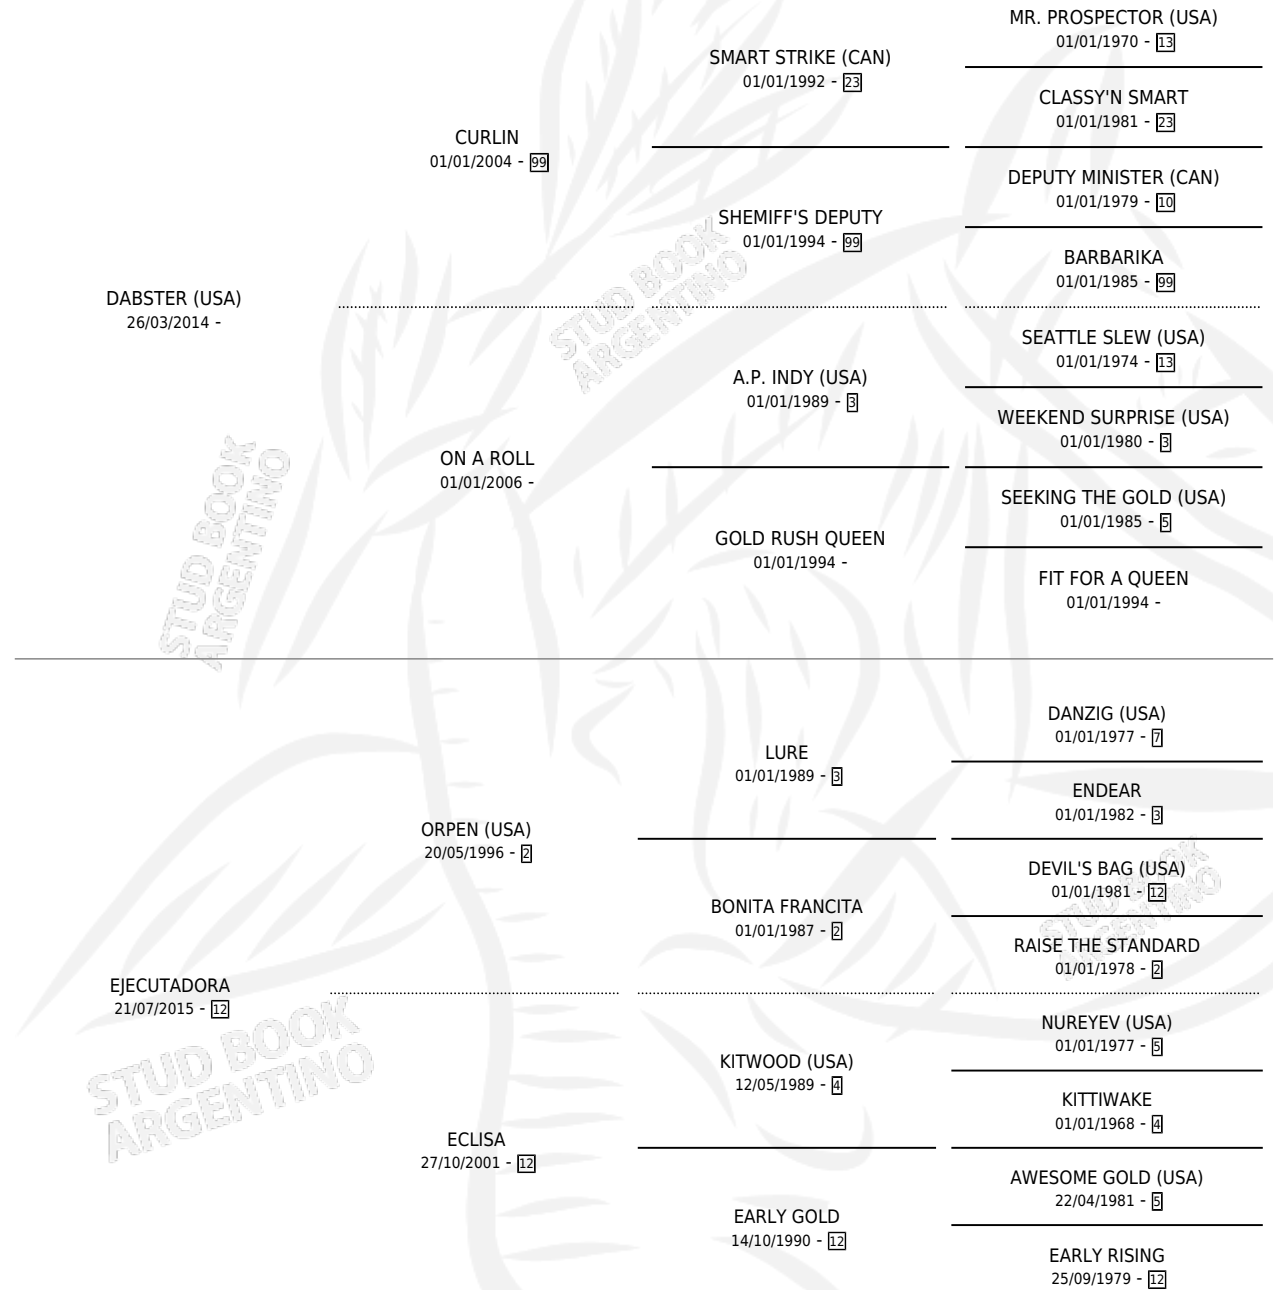 MR. PROSPECTOR (USA)
01/01/1970 - 13
SMART STRIKE (CAN)
01/01/1992 - 23
CLASSY'N SMART
01/01/1981 - 23
CURLIN
01/01/2004 - 99
DEPUTY MINISTER (CAN)
01/01/1979 - 10
SHEMIFF'S DEPUTY
01/01/1994 - 99
BARBARIKA
01/01/1985 - 99
DABSTER (USA)
26/03/2014 -
SEATTLE SLEW (USA)
01/01/1974 - 13
A.P. INDY (USA)
01/01/1989 - 3
WEEKEND SURPRISE (USA)
01/01/1980 - 3
ON A ROLL
01/01/2006 -
SEEKING THE GOLD (USA)
01/01/1985 - 5
GOLD RUSH QUEEN
01/01/1994 -
FIT FOR A QUEEN
01/01/1994 -
DANZIG (USA)
01/01/1977 - 7
LURE
01/01/1989 - 3
ENDEAR
01/01/1982 - 3
ORPEN (USA)
20/05/1996 - 2
DEVIL'S BAG (USA)
01/01/1981 - 12
BONITA FRANCITA
01/01/1987 - 2
RAISE THE STANDARD
01/01/1978 - 2
EJECUTADORA
21/07/2015 - 12
NUREYEV (USA)
01/01/1977 - 5
KITWOOD (USA)
12/05/1989 - 4
KITTIWAKE
01/01/1968 - 4
ECLISA
27/10/2001 - 12
AWESOME GOLD (USA)
22/04/1981 - 5
EARLY GOLD
14/10/1990 - 12
EARLY RISING
25/09/1979 - 12
STUD BOOK
ARGENTINO
STUD BOOK
ARGENTINO
STUD BOOK
ARGENTINO
STUD BOOK
ARGENTINO